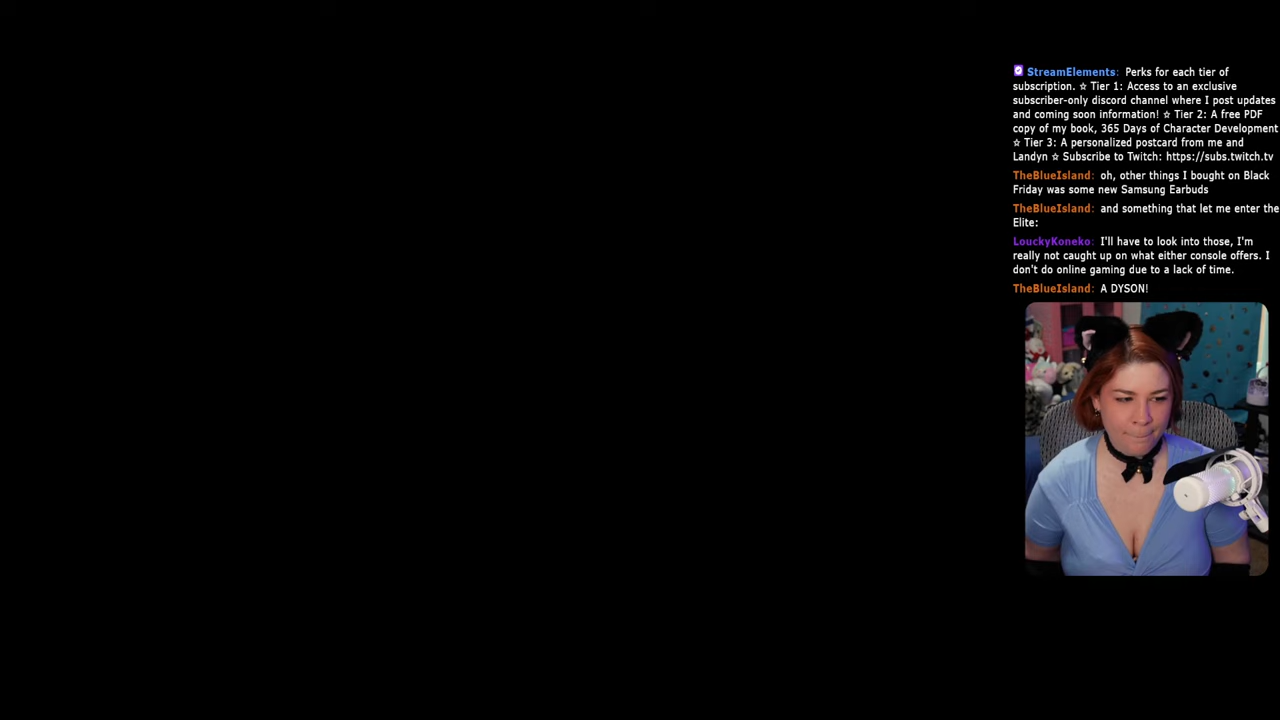 StreamElements: Perks for each tier of
subscription. ☆ Tier 1: Access to an exclusive
subscriber-only discord channel where I post updates
and coming soon information! ☆ Tier 2: A free PDF
copy of my book, 365 Days of Character Development
☆ Tier 3: A personalized postcard from me and
Landyn ☆ Subscribe to Twitch: https://subs.twitch.tv
TheBlueIsland: oh, other things I bought on Black
Friday was some new Samsung Earbuds
TheBlueIsland: and something that let me enter the
Elite:
LouckyKoneko: I'll have to look into those, I'm
really not caught up on what either console offers. I
don't do online gaming due to a lack of time.
TheBlueIsland: A DYSON!